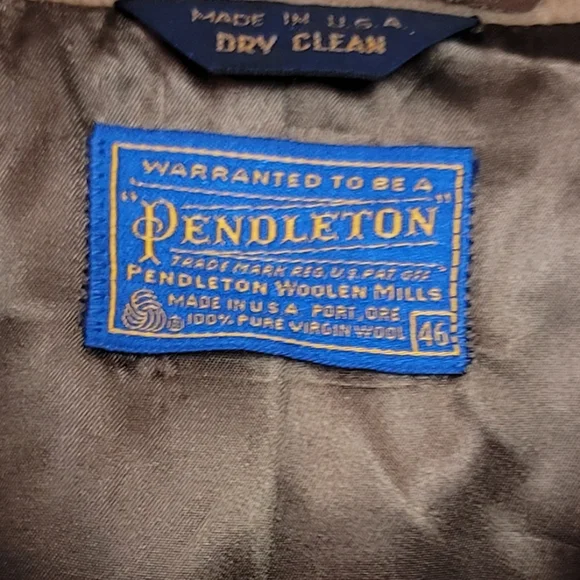 MADE IN U.S.A.,
DRY CLEAN
WARRANTED TO BE A
"PENDLETON"
TRADE MARK REG. U.S. PAT. OFF.
PENDLETON WOOLEN MILLS
MADE IN U S A PORT, ORE
100% PURE VIRGIN WOOL 46